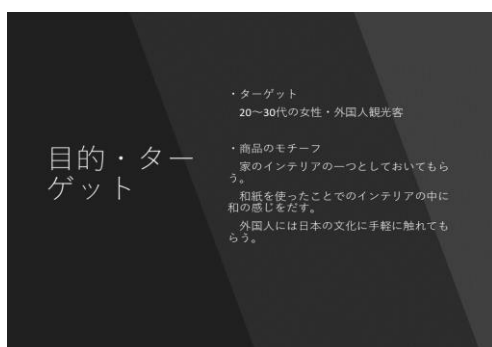 目的・ター
ゲット
・ターゲット
20～30代の女性・外国人観光客
・商品のモチーフ
家のインテリアの一つとしておいてもら
う。
和紙を使ったことでのインテリアの中に
和の感じをだす。
外国人には日本の文化に手軽に触れても
らう。